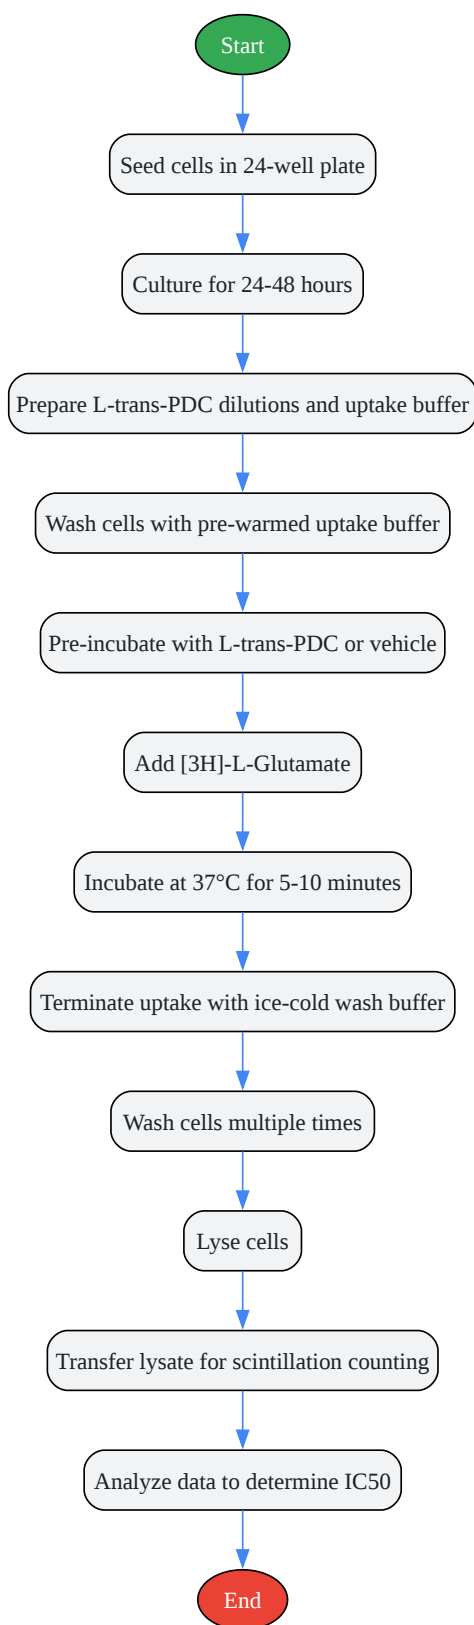 Start
Seed cells in 24-well plate
Culture for 24-48 hours
Prepare L-trans-PDC dilutions and uptake buffer
Wash cells with pre-warmed uptake buffer
Pre-incubate with L-trans-PDC or vehicle
Add [3H]-L-Glutamate
Incubate at 37°C for 5-10 minutes
Terminate uptake with ice-cold wash buffer
Wash cells multiple times
Lyse cells
Transfer lysate for scintillation counting
Analyze data to determine IC50
End